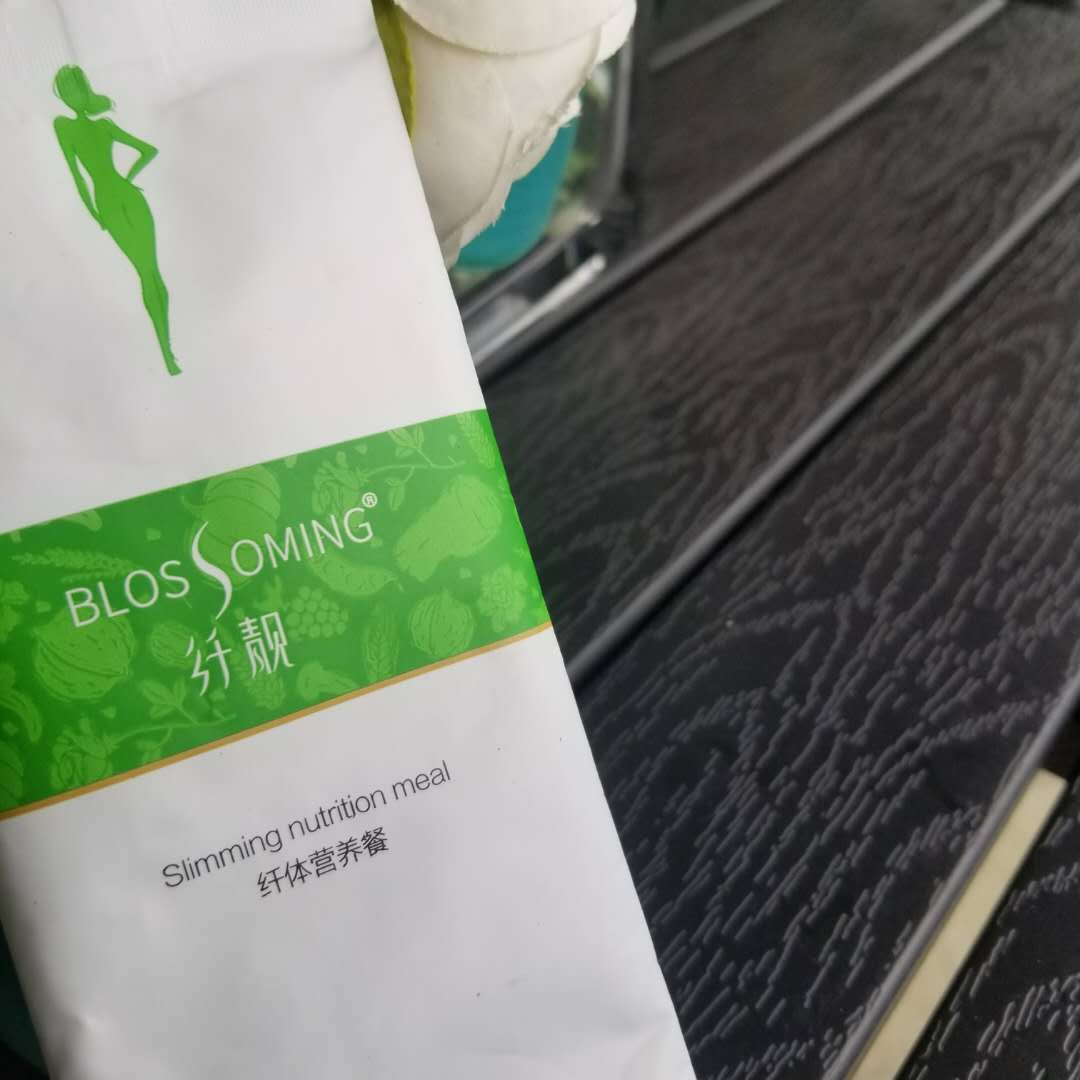 BLOSSOMING®
纤靓
Slimming nutrition meal
纤体营养餐